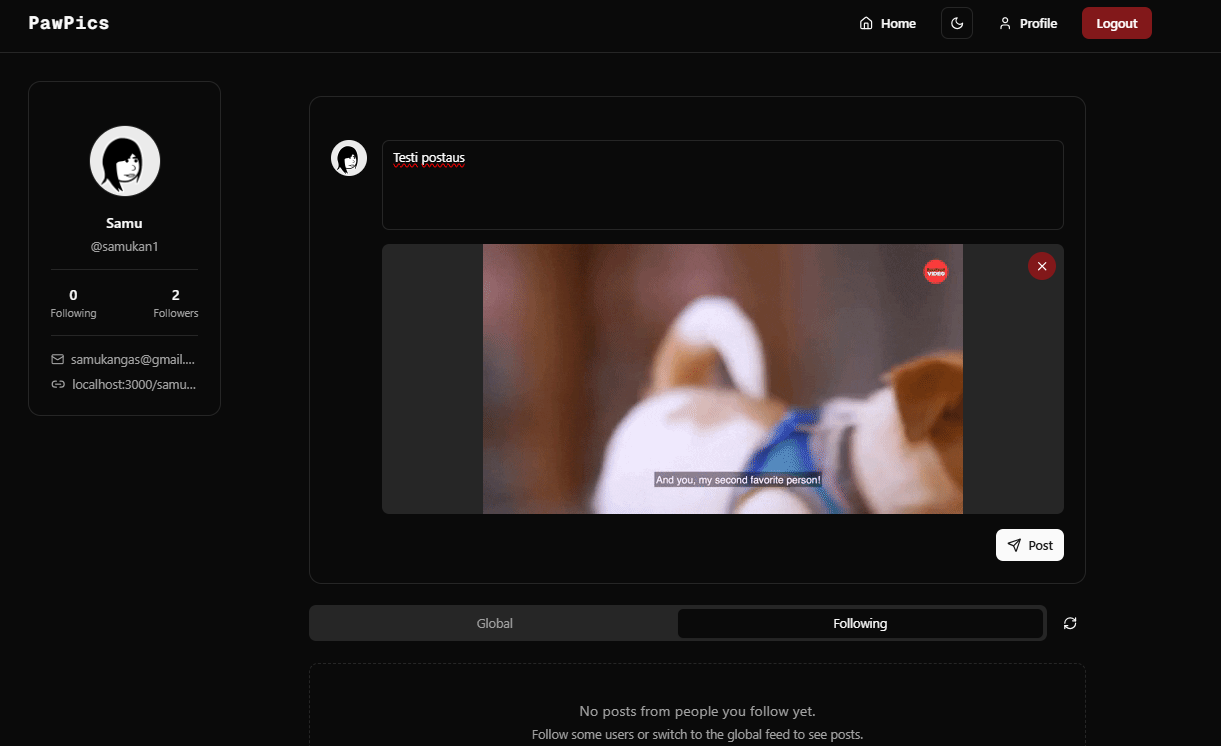 PawPics
Home
Profile
Logout
Samu
@samukan1
0
Following
2
Followers
samukangas@gmail....
localhost:3000/samu...
Testi postaus
VIDEO
And you, my second favorite person!
Post
Global
Following
No posts from people you follow yet.
Follow some users or switch to the global feed to see posts.